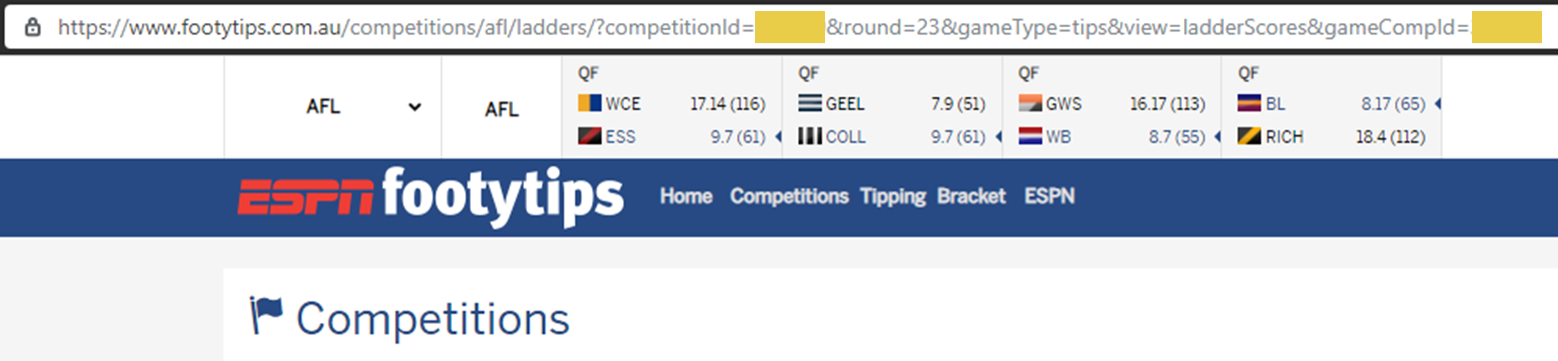 https://www.footytips.com.au/competitions/afl/ladders/?competitionId= &round=23&gameType=tips&view=ladderScores&gameCompId=
AFL
AFL
QF
WCE 17.14 (116)
ESS 9.7 (61)
QF
GEEL 7.9 (51)
COLL 9.7 (61)
QF
GWS 16.17 (113)
WB 8.7 (55)
QF
BL 8.17 (65)
RICH 18.4 (112)
ESPN footytips Home Competitions Tipping Bracket ESPN
Competitions